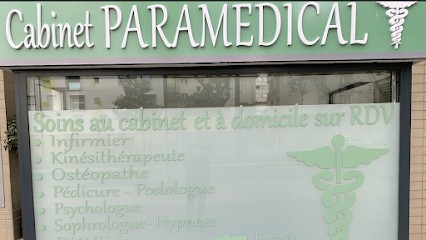 Cabinet PARAMEDICAL
Soins au cabinet et à domicile sur RDV
• Infirmier
• Kinésithérapeute
• Ostéopathe
• Pédicure - Podologue
• Psychologue
• Sophrologue - Hypnose